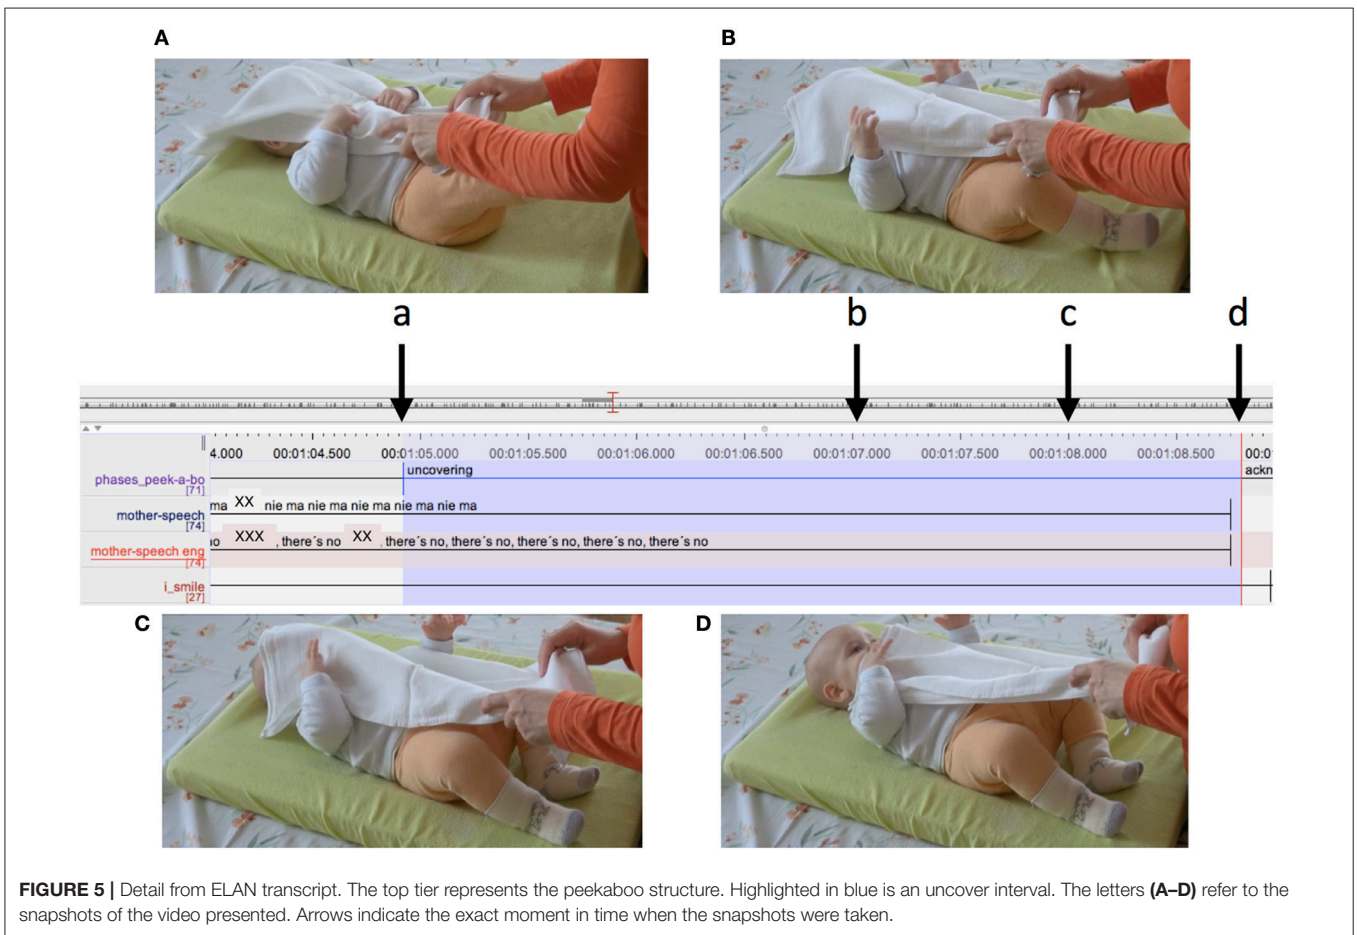 A
B
a
b
c
d
4.000 00:01:04.500 00:01:05.000 00:01:05.500 00:01:06.000 00:01:06.500 00:01:07.000 00:01:07.500 00:01:08.000 00:01:08.500 00:0
phases_peek-a-bo
[71]
uncovering
ackn
mother-speech
[74]
ma XX nie ma nie ma nie ma nie ma nie ma
mother-speech eng
[74]
no XXX , there´s no XX , there´s no, there´s no, there´s no, there´s no, there´s no
i_smile
[27]
C
D
FIGURE 5 | Detail from ELAN transcript. The top tier represents the peekaboo structure. Highlighted in blue is an uncover interval. The letters (A–D) refer to the
snapshots of the video presented. Arrows indicate the exact moment in time when the snapshots were taken.